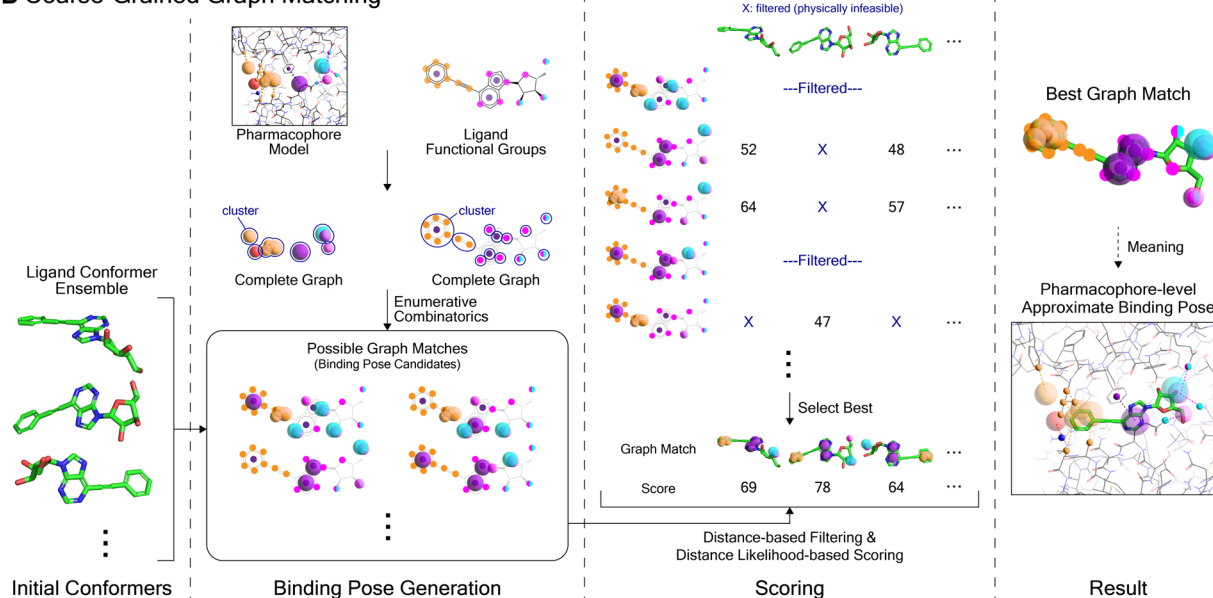 B Coarse-Grained Graph Matching
Pharmacophore
Model
Ligand
Functional Groups
cluster
cluster
Complete Graph
Complete Graph
Enumerative
Combinatorics
Ligand Conformer
Ensemble
Possible Graph Matches
(Binding Pose Candidates)
Initial Conformers
Binding Pose Generation
X: filtered (physically infeasible)
...
---Filtered---
52 X 48 ...
64 X 57 ...
---Filtered---
X 47 X ...
Select Best
Graph Match ...
Score 69 78 64 ...
Distance-based Filtering &
Distance Likelihood-based Scoring
Scoring
Best Graph Match
Meaning
Pharmacophore-level
Approximate Binding Pose
Result